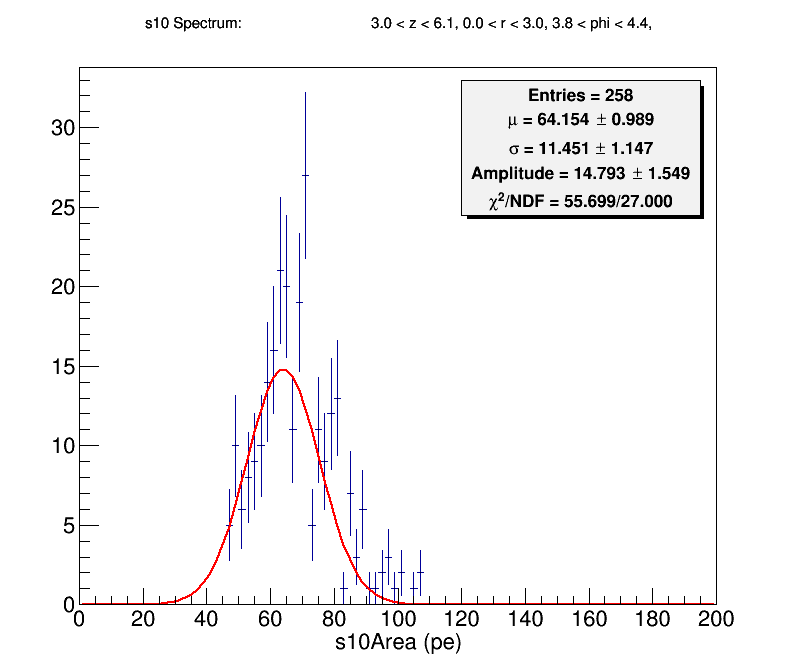 s10 Spectrum: 3.0 < z < 6.1, 0.0 < r < 3.0, 3.8 < phi < 4.4,
Entries = 258
μ = 64.154 ± 0.989
σ = 11.451 ± 1.147
Amplitude = 14.793 ± 1.549
χ²/NDF = 55.699/27.000
30
25
20
15
10
5
0
0 20 40 60 80 100 120 140 160 180 200
s10Area (pe)